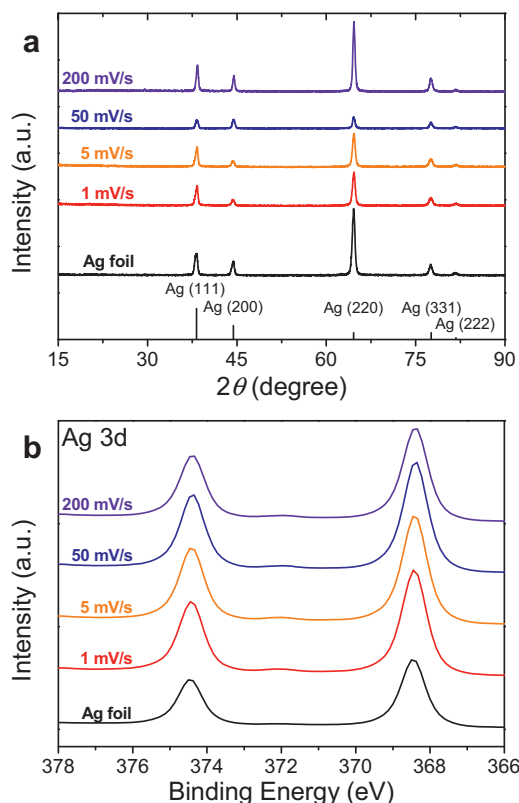 a
200 mV/s
50 mV/s
5 mV/s
1 mV/s
Ag foil
Ag (111)
Ag (200)
Ag (220)
Ag (331)
Ag (222)
Intensity (a.u.)
15 30 45 60 75 90
2θ (degree)
b
Ag 3d
200 mV/s
50 mV/s
5 mV/s
1 mV/s
Ag foil
Intensity (a.u.)
378 376 374 372 370 368 366
Binding Energy (eV)